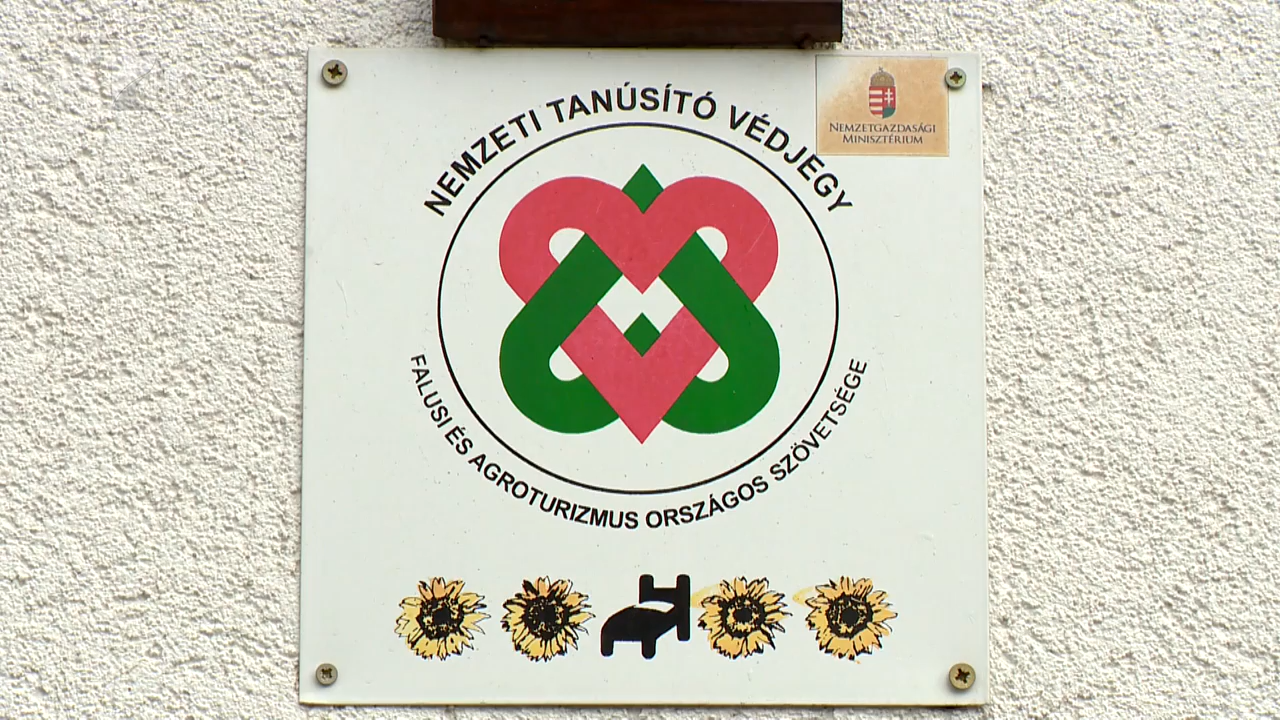 NEMZETI TANÚSÍTÓ VÉDJEGY
NEMZETGAZDASÁGI
MINISZTÉRIUM
FALUSI ÉS AGROTURIZMUS ORSZÁGOS SZÖVETSÉGE